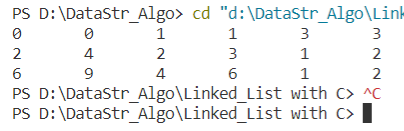 PS D:\DataStr_Algo> cd "d:\DataStr_Algo\Link
0 0 1 1 3 3
2 4 2 3 1 2
6 9 4 6 1 2
PS D:\DataStr_Algo\Linked_List with C> ^C
PS D:\DataStr_Algo\Linked_List with C>